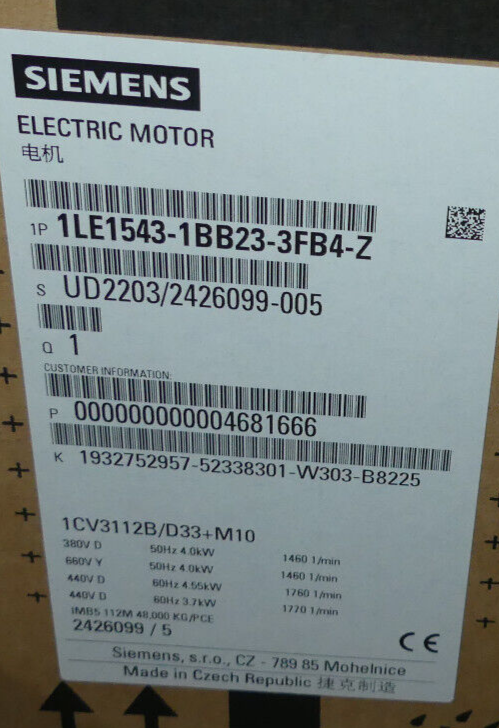 SIEMENS
ELECTRIC MOTOR
电机
1P 1LE1543-1BB23-3FB4-Z
S UD2203/2426099-005
Q 1
CUSTOMER INFORMATION:
P 000000000004681666
K 1932752957-52338301-W303-B8225
1CV3112B/D33+M10
380V D 50Hz 4.0kW 1460 1/min
660V Y 50Hz 4.0kW 1460 1/min
440V D 60Hz 4.55kW 1760 1/min
440V D 60Hz 3.7kW 1770 1/min
IMB5 112M 48,000 KG/PCE
2426099 / 5
CE
Siemens, s.r.o., CZ - 789 85 Mohelnice
Made in Czech Republic 捷克制造